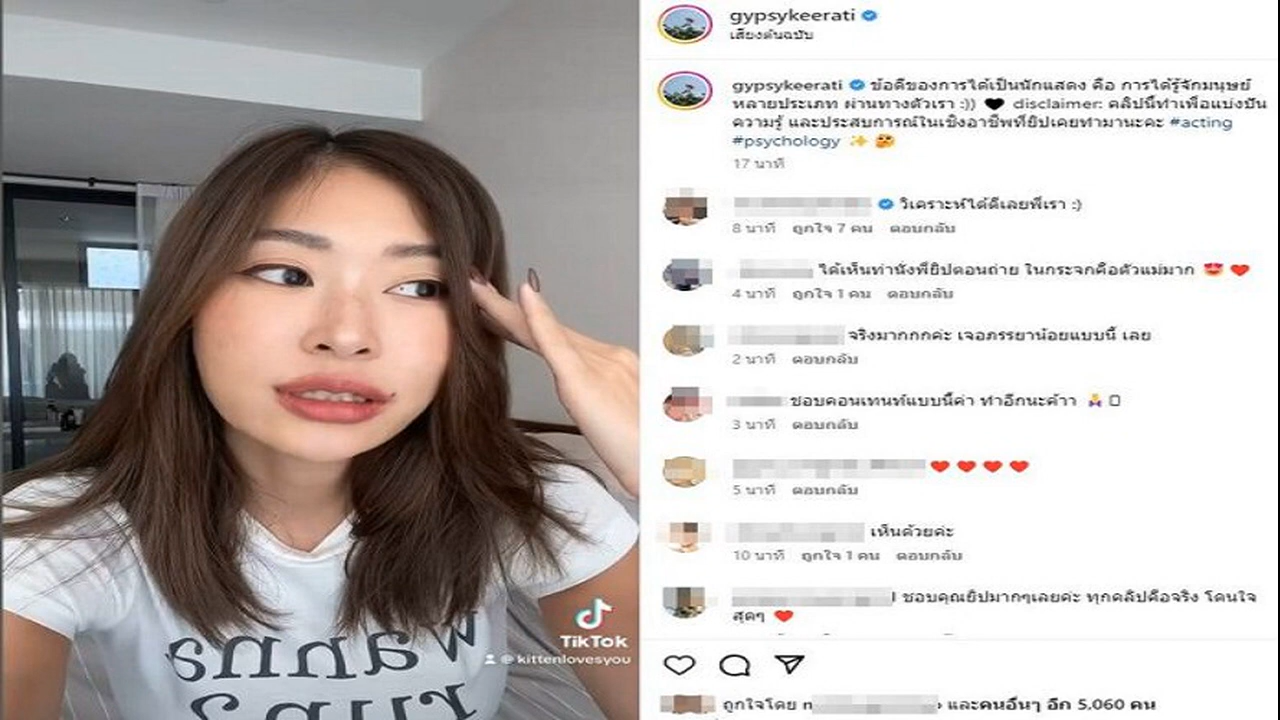 gypsykeerati
เสียงต้นฉบับ
gypsykeerati ข้อดีของการได้เป็นนักแสดง คือ การได้รู้จักมนุษย์
หลายประเภท ผ่านทางตัวเรา :)) 🖤 disclaimer: คลิปนี้ทำเพื่อแบ่งปัน
ความรู้ และประสบการณ์ในเชิงอาชีพที่ยิปเคยทำมานะคะ #acting
#psychology ✨ 🤔
17 นาที
วิเคราะห์ได้ดีเลยพี่เรา :)
8 นาที ถูกใจ 7 คน ตอบกลับ
ได้เห็นท่านั่งพี่ยิปตอนถ่าย ในกระจกคือตัวแม่มาก 😍 ❤️
4 นาที ถูกใจ 1 คน ตอบกลับ
จริงมากกกค่ะ เจอภรรยาน้อยแบบนี้ เลย
2 นาที ตอบกลับ
ชอบคอนเทนท์แบบนี้ค่า ทำอีกนะค้าา
3 นาที ตอบกลับ
❤️ ❤️ ❤️ ❤️
5 นาที ตอบกลับ
เห็นด้วยค่ะ
10 นาที ถูกใจ 1 คน ตอบกลับ
ชอบคุณยิปมากๆเลยค่ะ ทุกคลิปคือจริง โดนใจ
สุดๆ ❤️
ถูกใจโดย และคนอื่นๆ อีก 5,060 คน
TikTok
@kittenlovesyou
wanna
run?